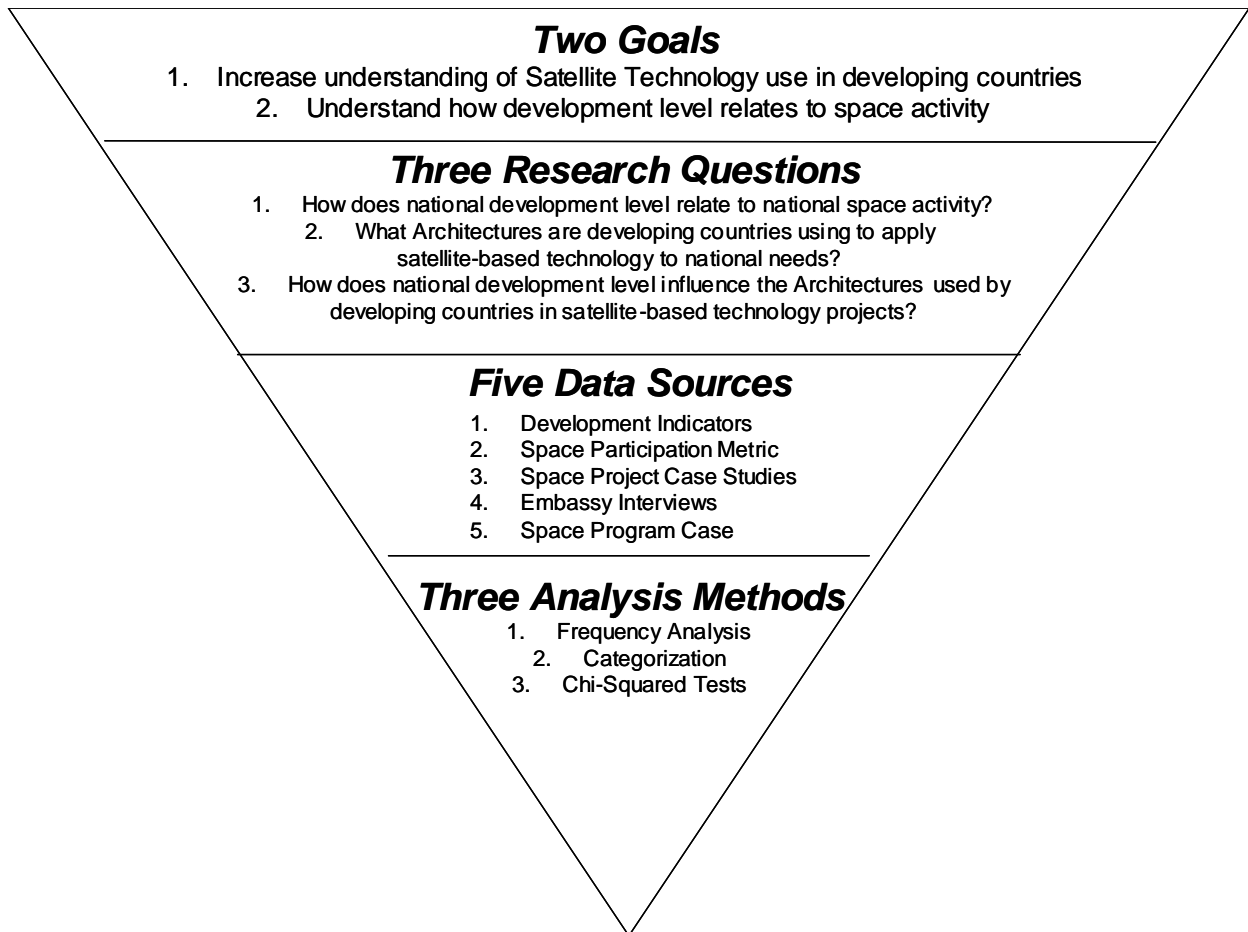 Two Goals
1. Increase understanding of Satellite Technology use in developing countries
2. Understand how development level relates to space activity
Three Research Questions
1. How does national development level relate to national space activity?
2. What Architectures are developing countries using to apply
satellite-based technology to national needs?
3. How does national development level influence the Architectures used by
developing countries in satellite-based technology projects?
Five Data Sources
1. Development Indicators
2. Space Participation Metric
3. Space Project Case Studies
4. Embassy Interviews
5. Space Program Case
Three Analysis Methods
1. Frequency Analysis
2. Categorization
3. Chi-Squared Tests